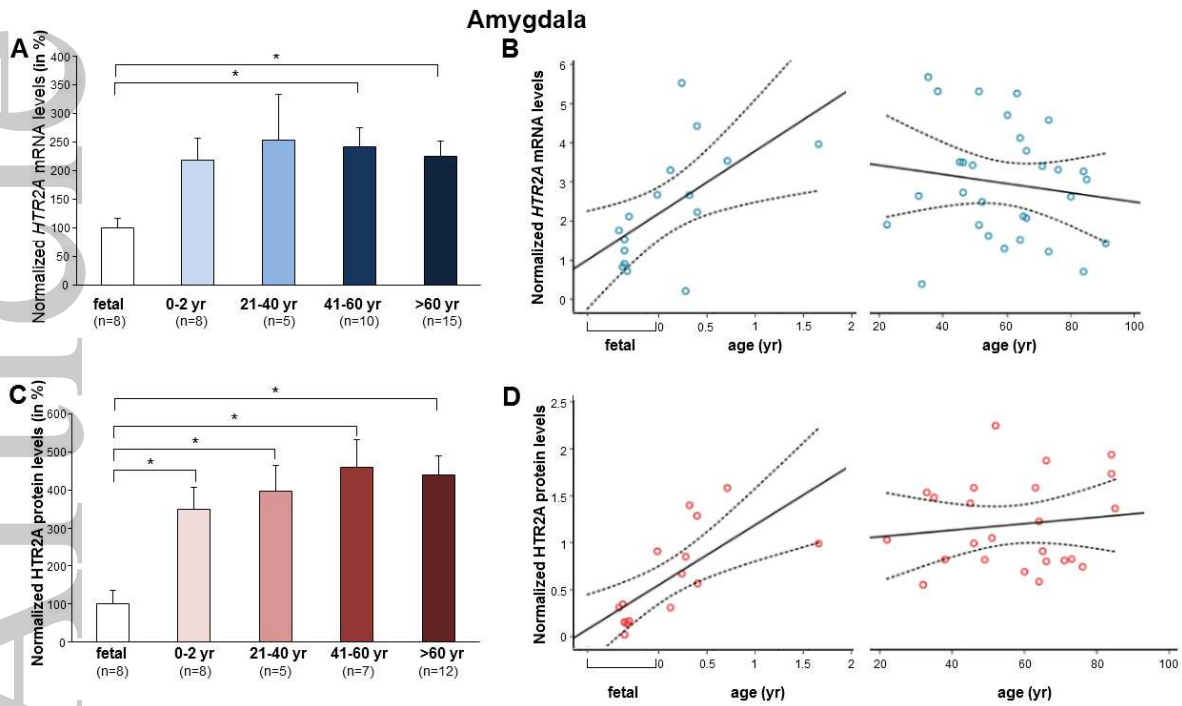 Amygdala
A
Normalized HTR2A mRNA levels (in %)
400
350
300
250
200
150
100
50
0
* 
*
fetal 0-2 yr 21-40 yr 41-60 yr >60 yr
(n=8) (n=8) (n=5) (n=10) (n=15)
B
Normalized HTR2A mRNA levels
6
5
4
3
2
1
0
0 0.5 1 1.5 2 20 40 60 80 100
fetal age (yr) age (yr)
C
Normalized HTR2A protein levels (in %)
600
500
400
300
200
100
0
*
*
*
*
fetal 0-2 yr 21-40 yr 41-60 yr >60 yr
(n=8) (n=8) (n=5) (n=7) (n=12)
D
Normalized HTR2A protein levels
2.5
2
1.5
1
0.5
0
0 0.5 1 1.5 2 20 40 60 80 100
fetal age (yr) age (yr)